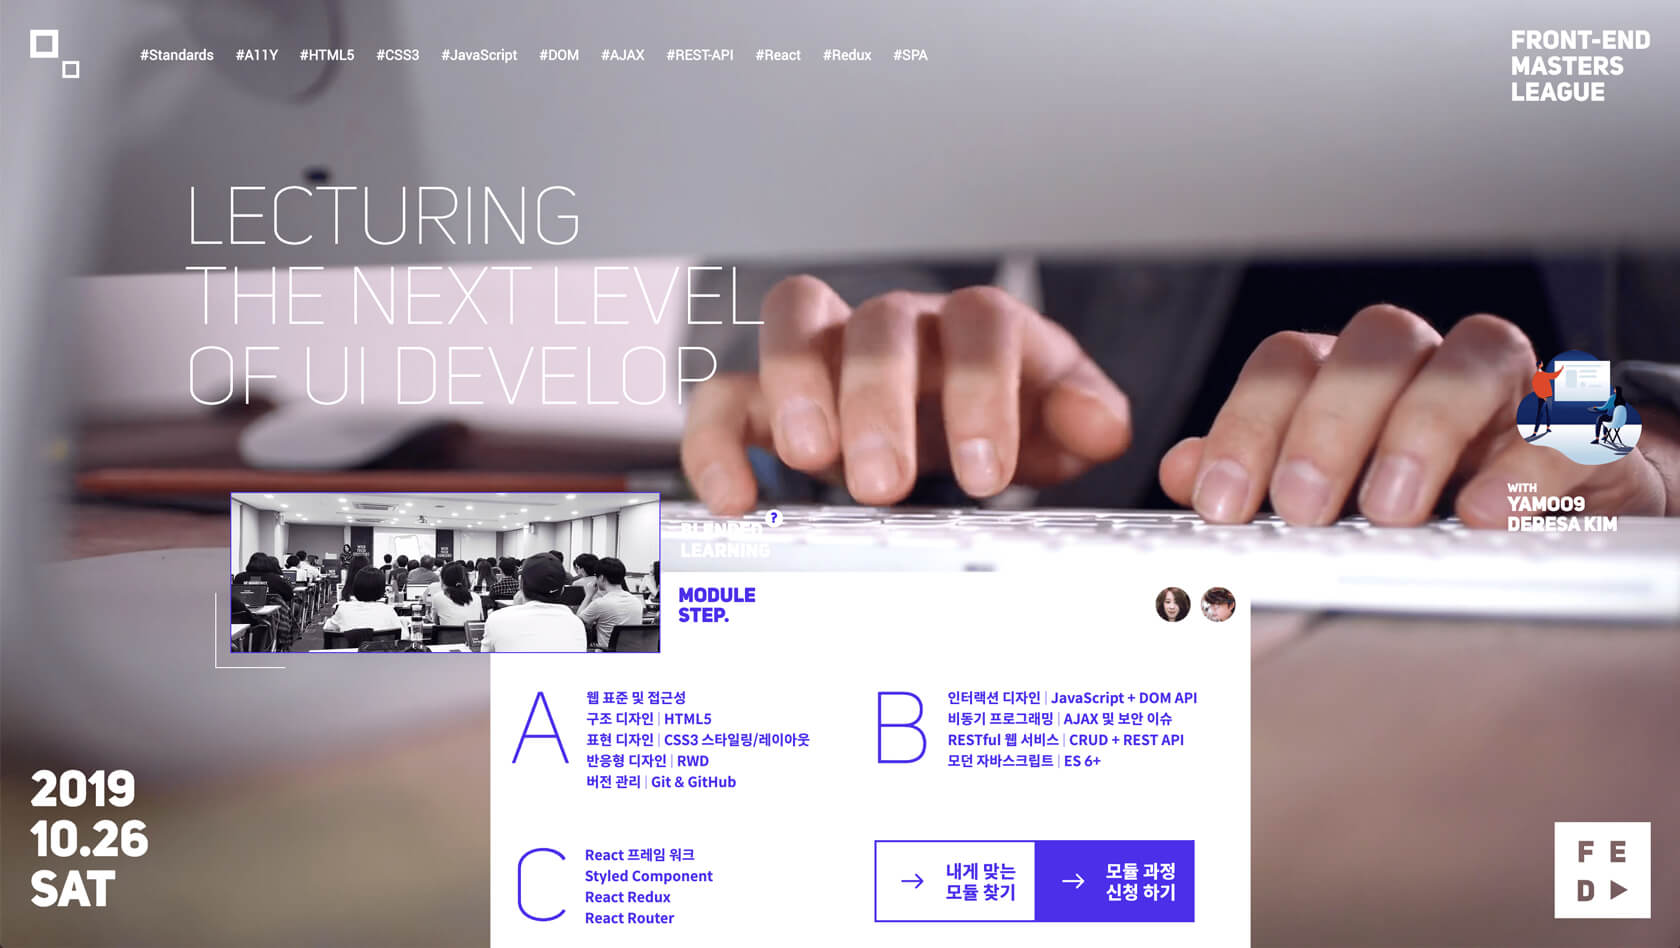 #Standards #A11Y #HTML5 #CSS3 #JavaScript #DOM #AJAX #REST-API #React #Redux #SPA
FRONT-END
MASTERS
LEAGUE
LECTURING
THE NEXT LEVEL
OF UI DEVELOP
WITH
YAMOO9
DERESA KIM
BLENDED
?
LEARNING
MODULE
STEP.
A
웹 표준 및 접근성
구조 디자인 | HTML5
표현 디자인 | CSS3 스타일링/레이아웃
반응형 디자인 | RWD
버전 관리 | Git & GitHub
B
인터랙션 디자인 | JavaScript + DOM API
비동기 프로그래밍 | AJAX 및 보안 이슈
RESTful 웹 서비스 | CRUD + REST API
모던 자바스크립트 | ES 6+
C
React 프레임 워크
Styled Component
React Redux
React Router
내게 맞는
모듈 찾기
모듈 과정
신청 하기
2019
10.26
SAT
F E
D